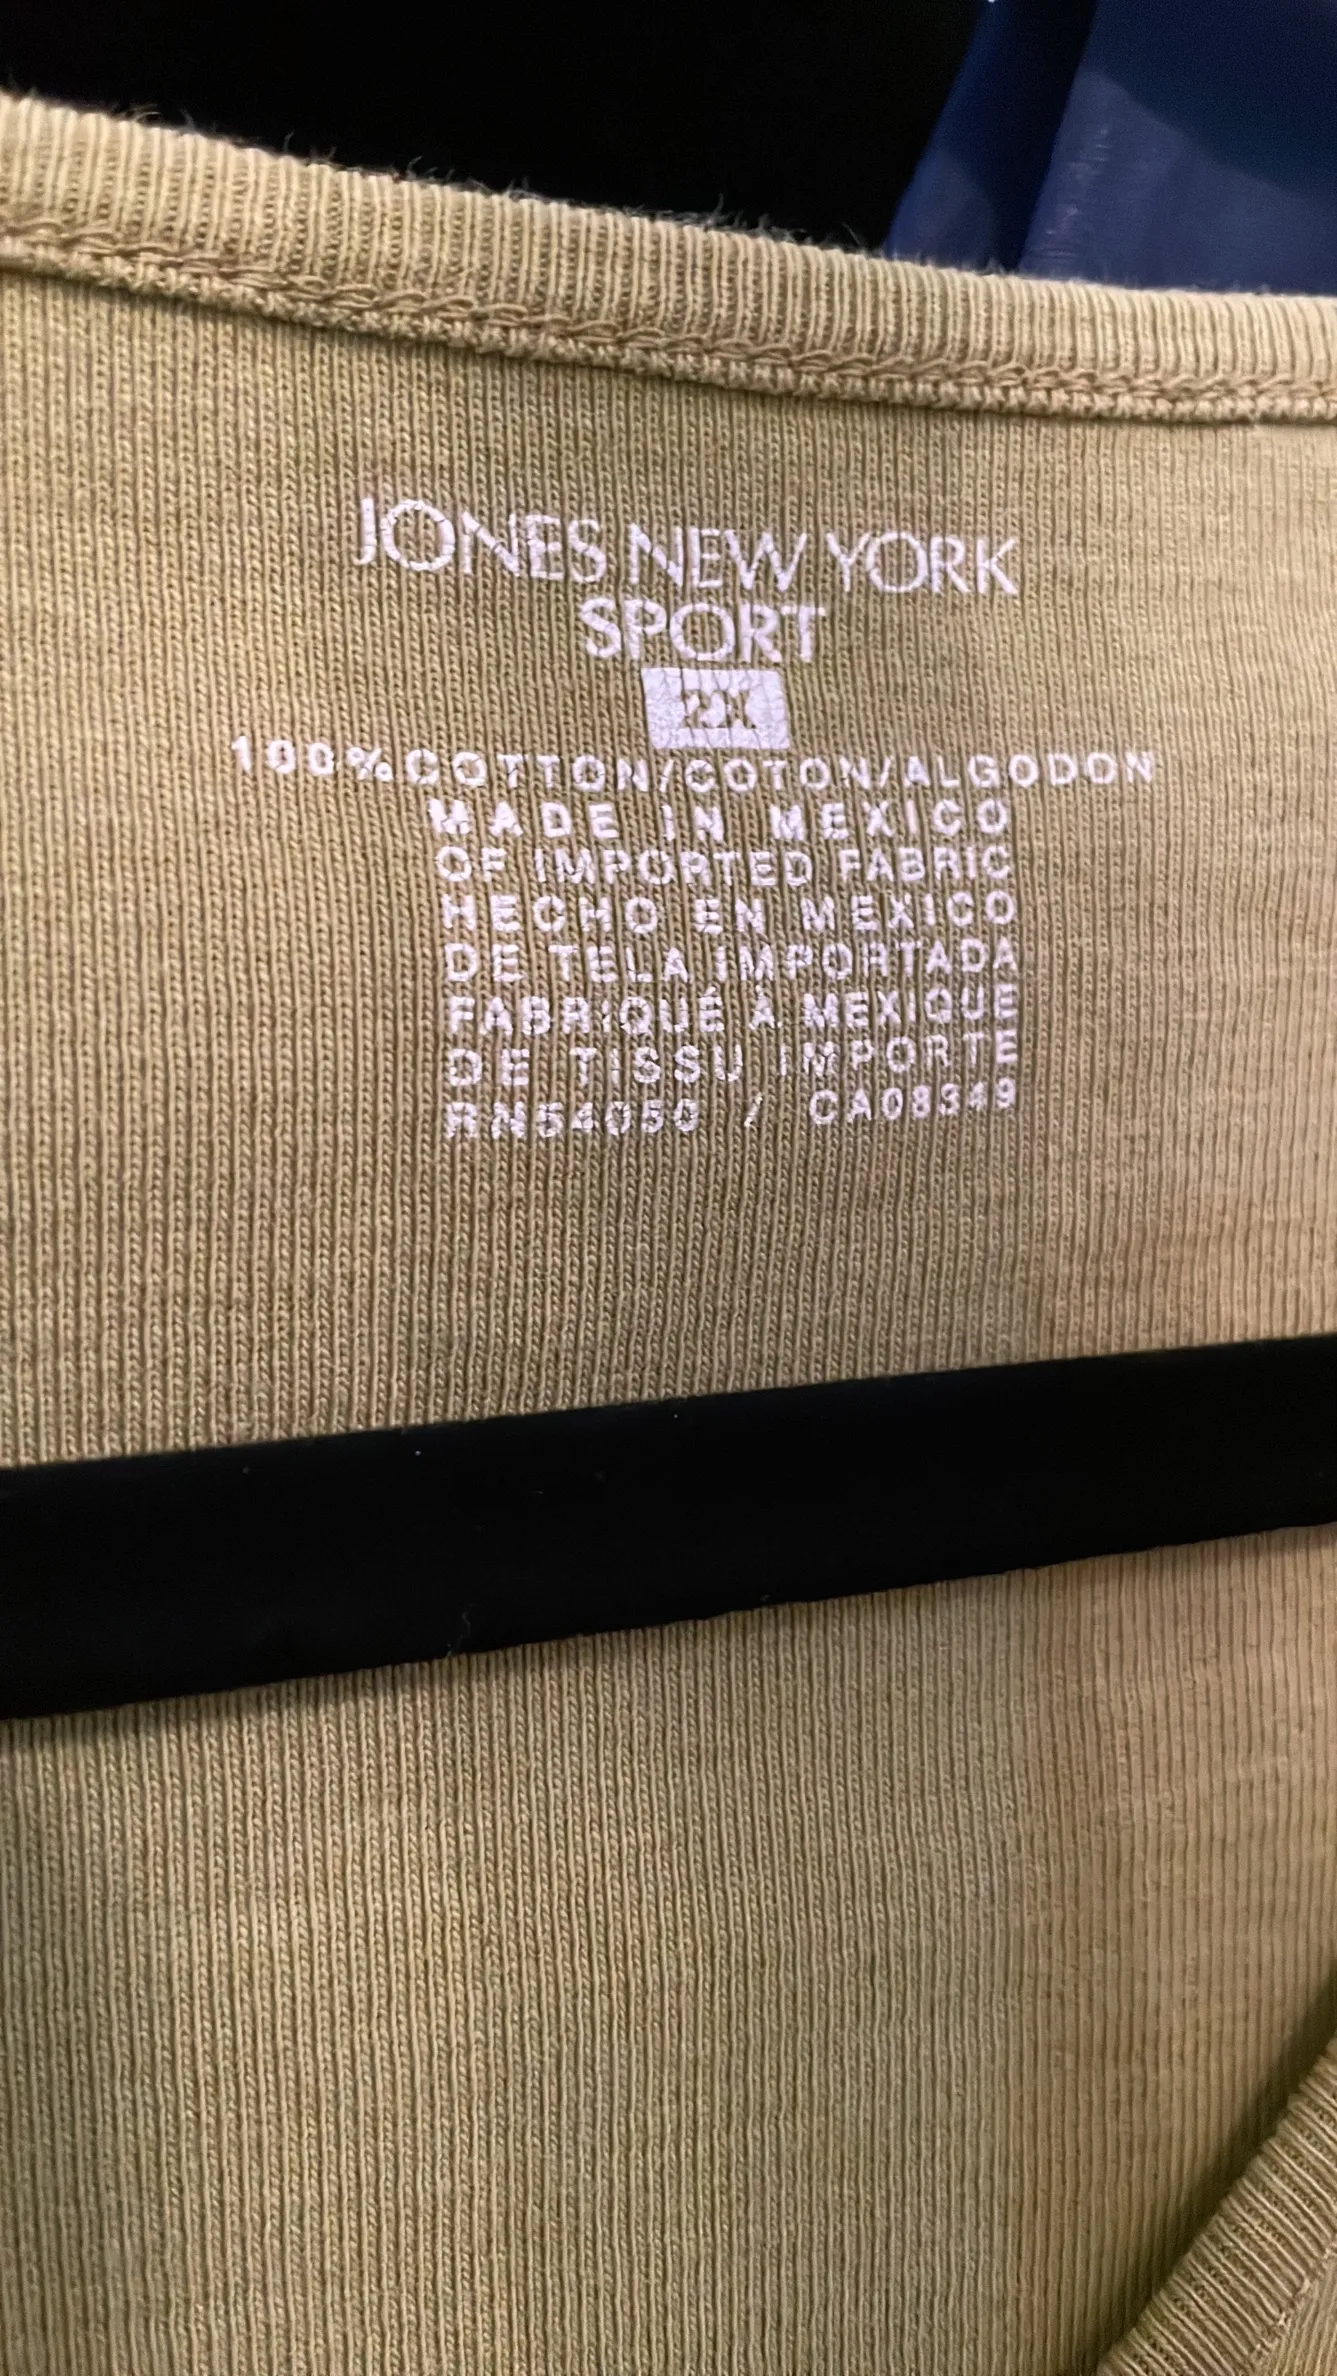 JONES NEW YORK
SPORT
2X
100% COTTON/COTON/ALGODON
MADE IN MEXICO
OF IMPORTED FABRIC
HECHO EN MEXICO
DE TELA IMPORTADA
FABRIQUÉ À MEXIQUE
DE TISSU IMPORTE
RN54050 / CA08349